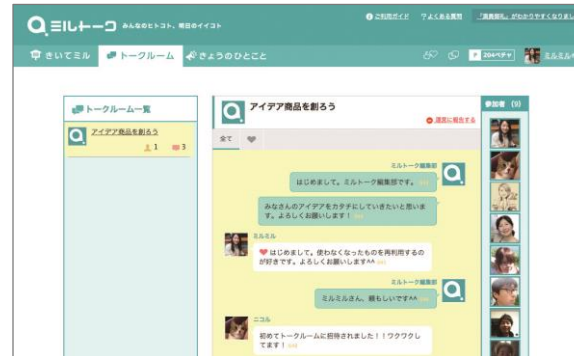 ミルトーク みんなのヒトコト、明日のイイコト
ご利用ガイド
よくある質問
きいてミル
トークルーム
きょうのひとこと
204ペチャ
トークルーム一覧
アイデア商品を創ろう
1 3
アイデア商品を創ろう
運営に報告する
全て
参加者 (9)
ミルトーク編集部
はじめまして。ミルトーク編集部です。
みなさんのアイデアをカタチにしていきたいと思いま
す。よろしくお願いします!
ミルミル
はじめまして。使わなくなったものを再利用するの
が好きです。よろしくお願いします^^
ミルトーク編集部
ミルミルさん、頼もしいです^^
ニコル
初めてトークルームに招待されました!!ワクワクし
てます!